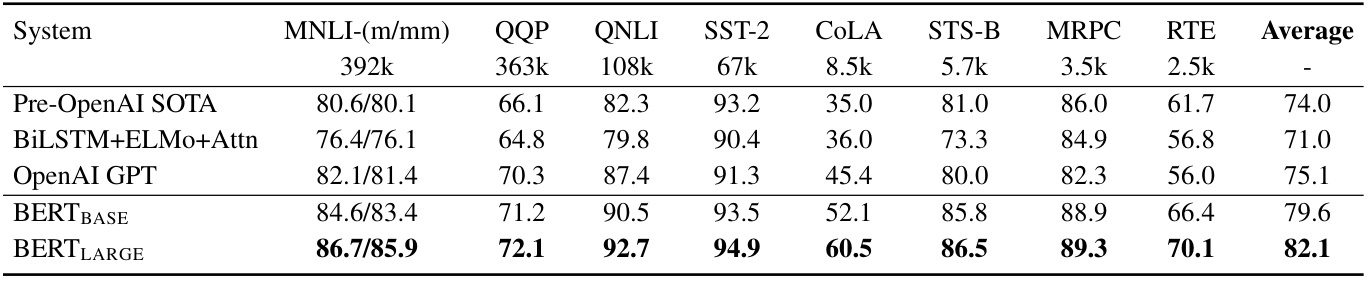 System MNLI-(m/mm) QQP QNLI SST-2 CoLA STS-B MRPC RTE Average
392k 363k 108k 67k 8.5k 5.7k 3.5k 2.5k -
Pre-OpenAI SOTA 80.6/80.1 66.1 82.3 93.2 35.0 81.0 86.0 61.7 74.0
BiLSTM+ELMo+Attn 76.4/76.1 64.8 79.8 90.4 36.0 73.3 84.9 56.8 71.0
OpenAI GPT 82.1/81.4 70.3 87.4 91.3 45.4 80.0 82.3 56.0 75.1
BERTBASE 84.6/83.4 71.2 90.5 93.5 52.1 85.8 88.9 66.4 79.6
BERTLARGE 86.7/85.9 72.1 92.7 94.9 60.5 86.5 89.3 70.1 82.1